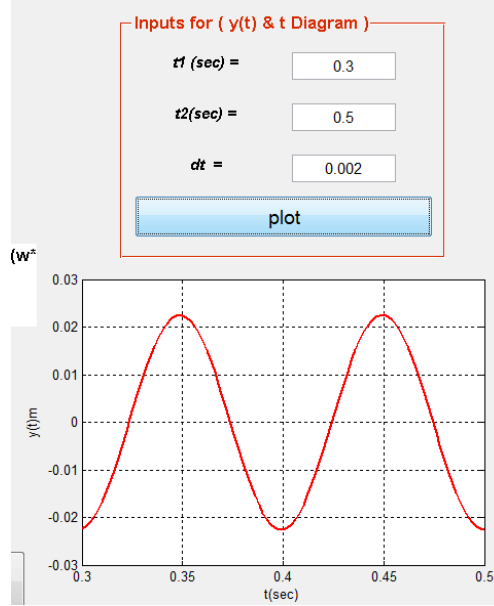 Inputs for ( y(t) & t Diagram )
t1 (sec) =
0.3
t2(sec) =
0.5
dt =
0.002
plot
(w*
0.03
0.02
0.01
0
-0.01
-0.02
-0.03
y(t)m
0.3
0.35
0.4
0.45
0.5
t(sec)